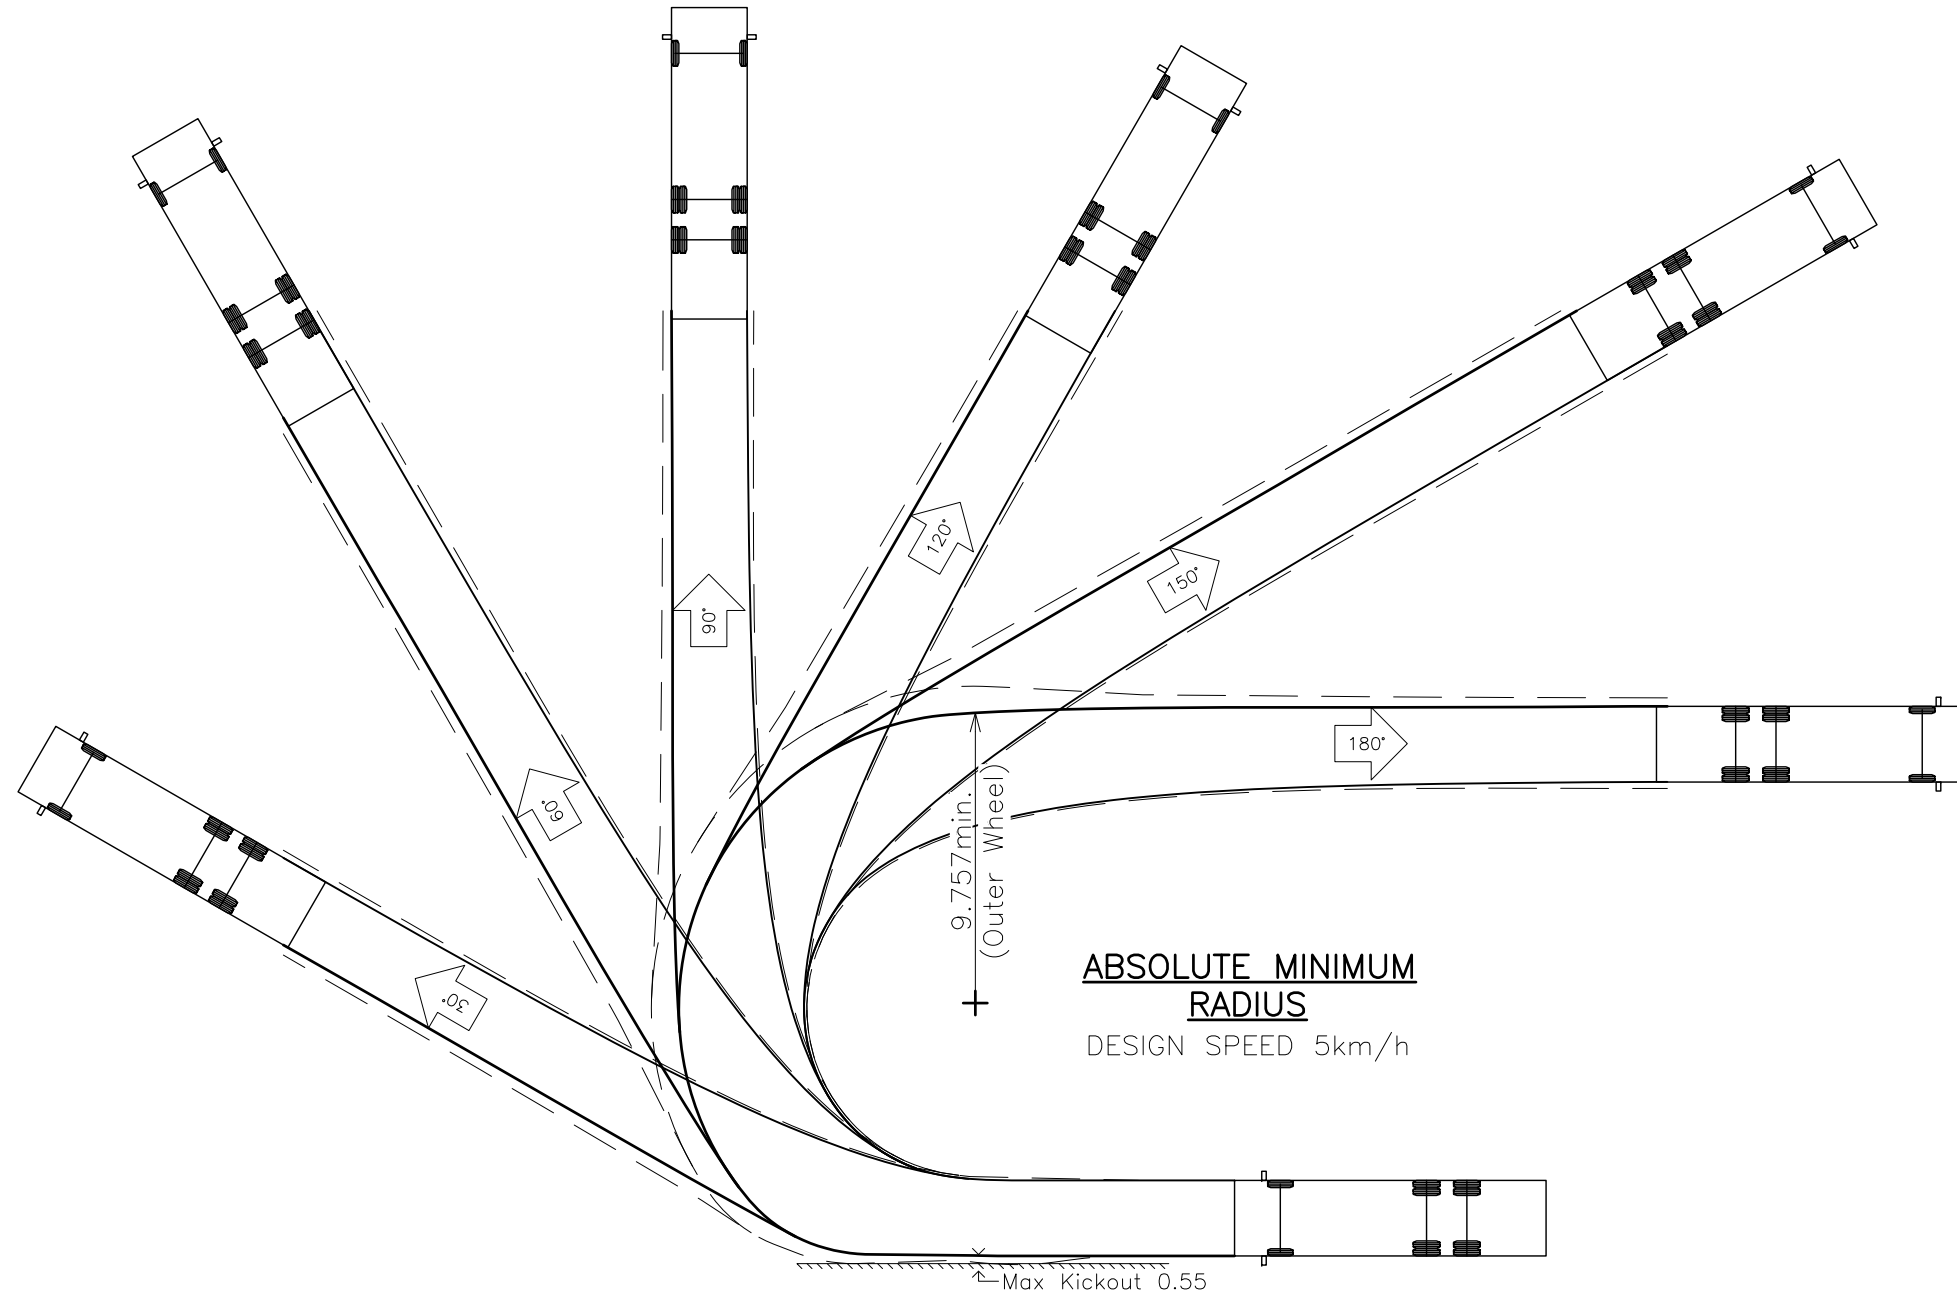 120°
150°
90°
180°
60°
30°
9.757min.
(Outer Wheel)
ABSOLUTE MINIMUM
RADIUS
DESIGN SPEED 5km/h
Max Kickout 0.55